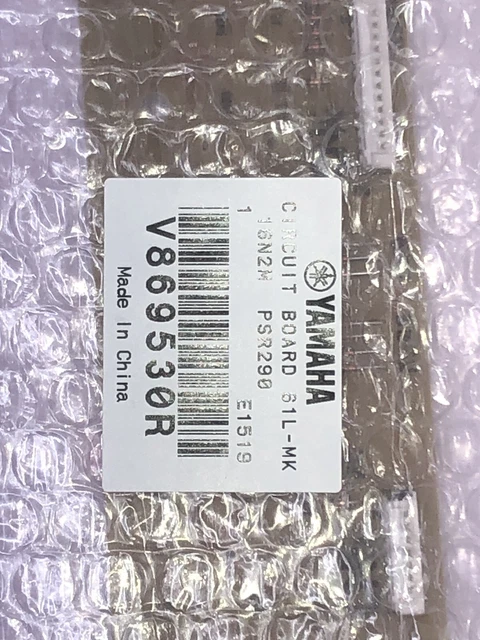 YAMAHA
CIRCUIT BOARD 61L-MK
16N2M PSR290
1 E1519
V869530R
Made In China